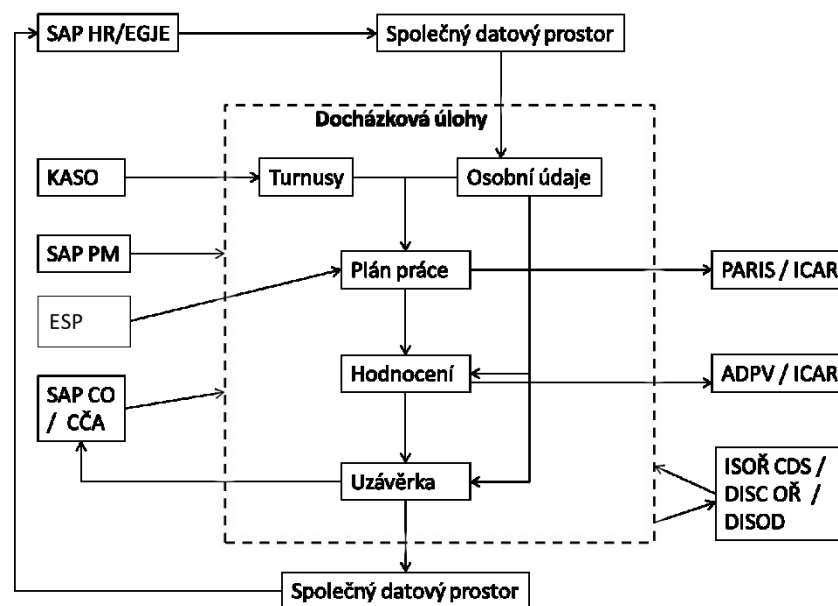 SAP HR/EGJE
Společný datový prostor
Docházková úlohy
KASO
Turnusy
Osobní údaje
SAP PM
Plán práce
PARIS / ICAR
ESP
Hodnocení
ADPV / ICAR
SAP CO
/ CČA
Uzávěrka
ISOŘ CDS /
DISC OŘ /
DISOD
Společný datový prostor